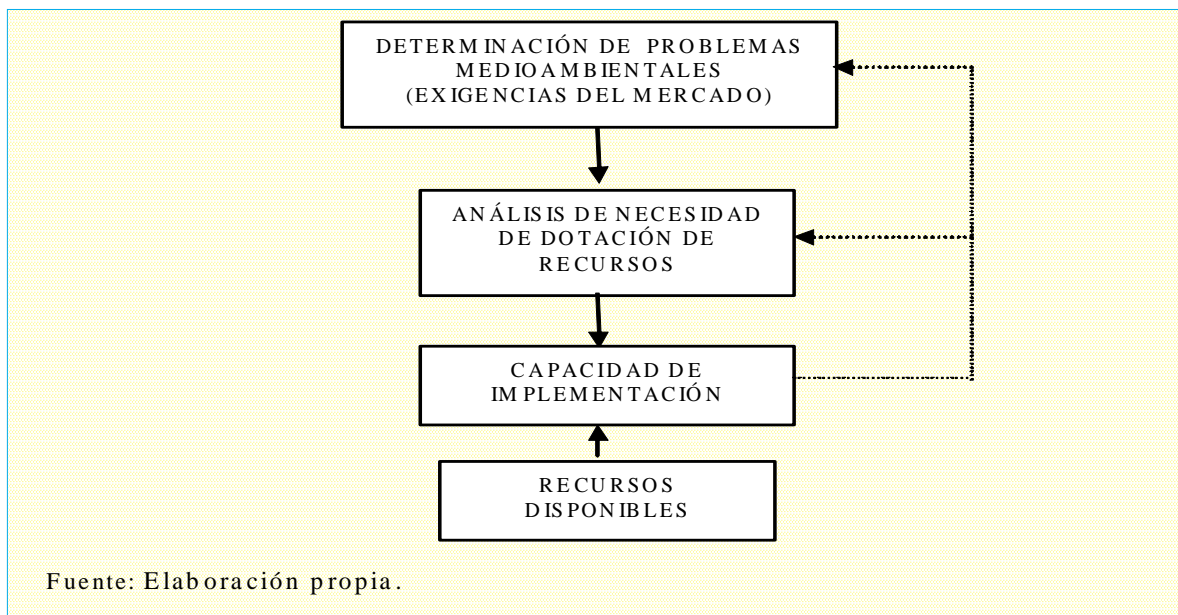 DETERMINACIÓN DE PROBLEMAS
MEDIOAMBIENTALES
(EXIGENCIAS DEL MERCADO)
ANÁLISIS DE NECESIDAD
DE DOTACIÓN DE
RECURSOS
CAPACIDAD DE
IMPLEMENTACIÓN
RECURSOS
DISPONIBLES
Fuente: Elaboración propia.